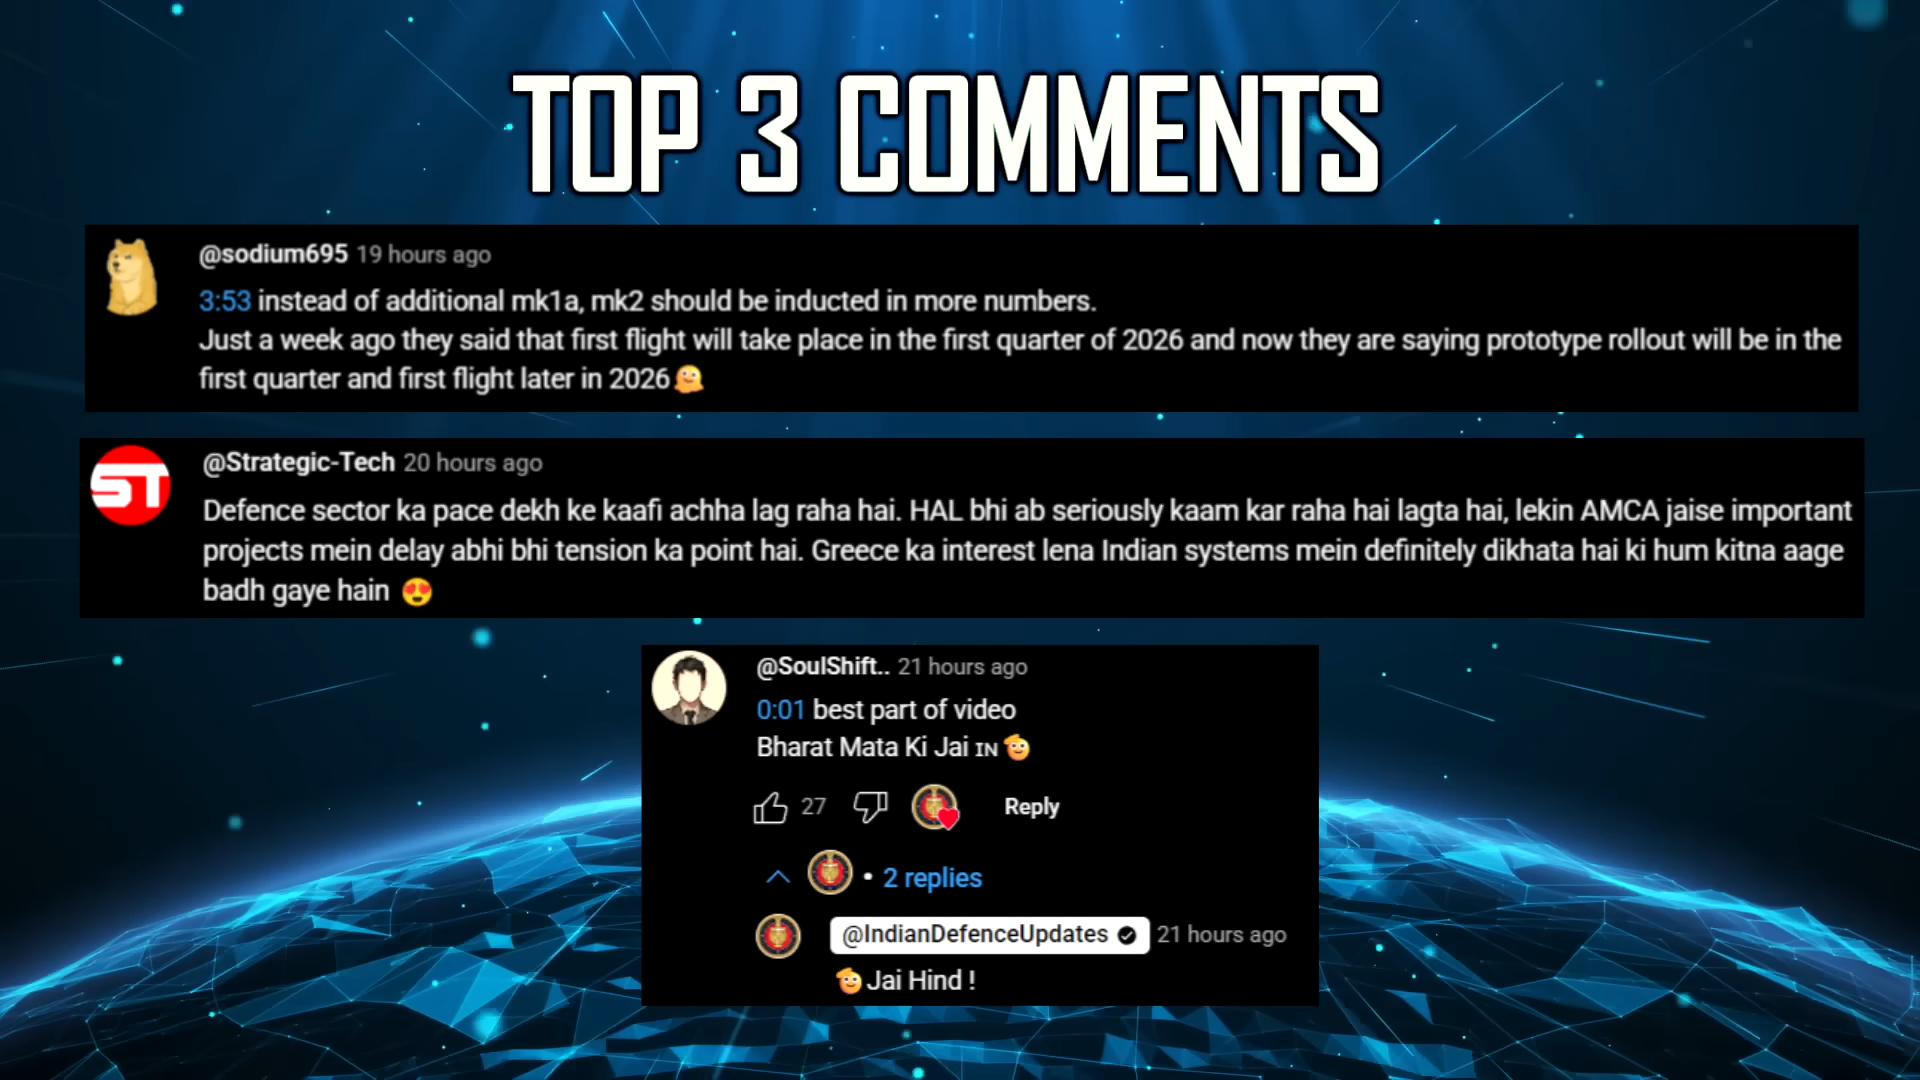 TOP 3 COMMENTS
@sodium695 19 hours ago
3:53 instead of additional mk1a, mk2 should be inducted in more numbers.
Just a week ago they said that first flight will take place in the first quarter of 2026 and now they are saying prototype rollout will be in the
first quarter and first flight later in 2026
ST
@Strategic-Tech 20 hours ago
Defence sector ka pace dekh ke kaafi achha lag raha hai. HAL bhi ab seriously kaam kar raha hai lagta hai, lekin AMCA jaise important
projects mein delay abhi bhi tension ka point hai. Greece ka interest lena Indian systems mein definitely dikhata hai ki hum kitna aage
badh gaye hain 😍
@SoulShift.. 21 hours ago
0:01 best part of video
Bharat Mata Ki Jai ɪɴ
27 Reply
• 2 replies
@IndianDefenceUpdates 21 hours ago
Jai Hind !